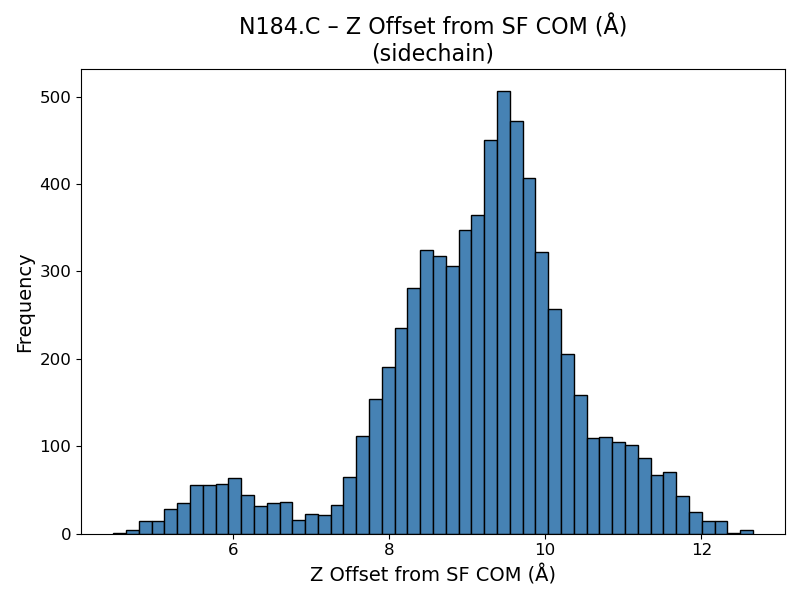 N184.C – Z Offset from SF COM (Å)
(sidechain)
Frequency
500
400
300
200
100
0
6 8 10 12
Z Offset from SF COM (Å)